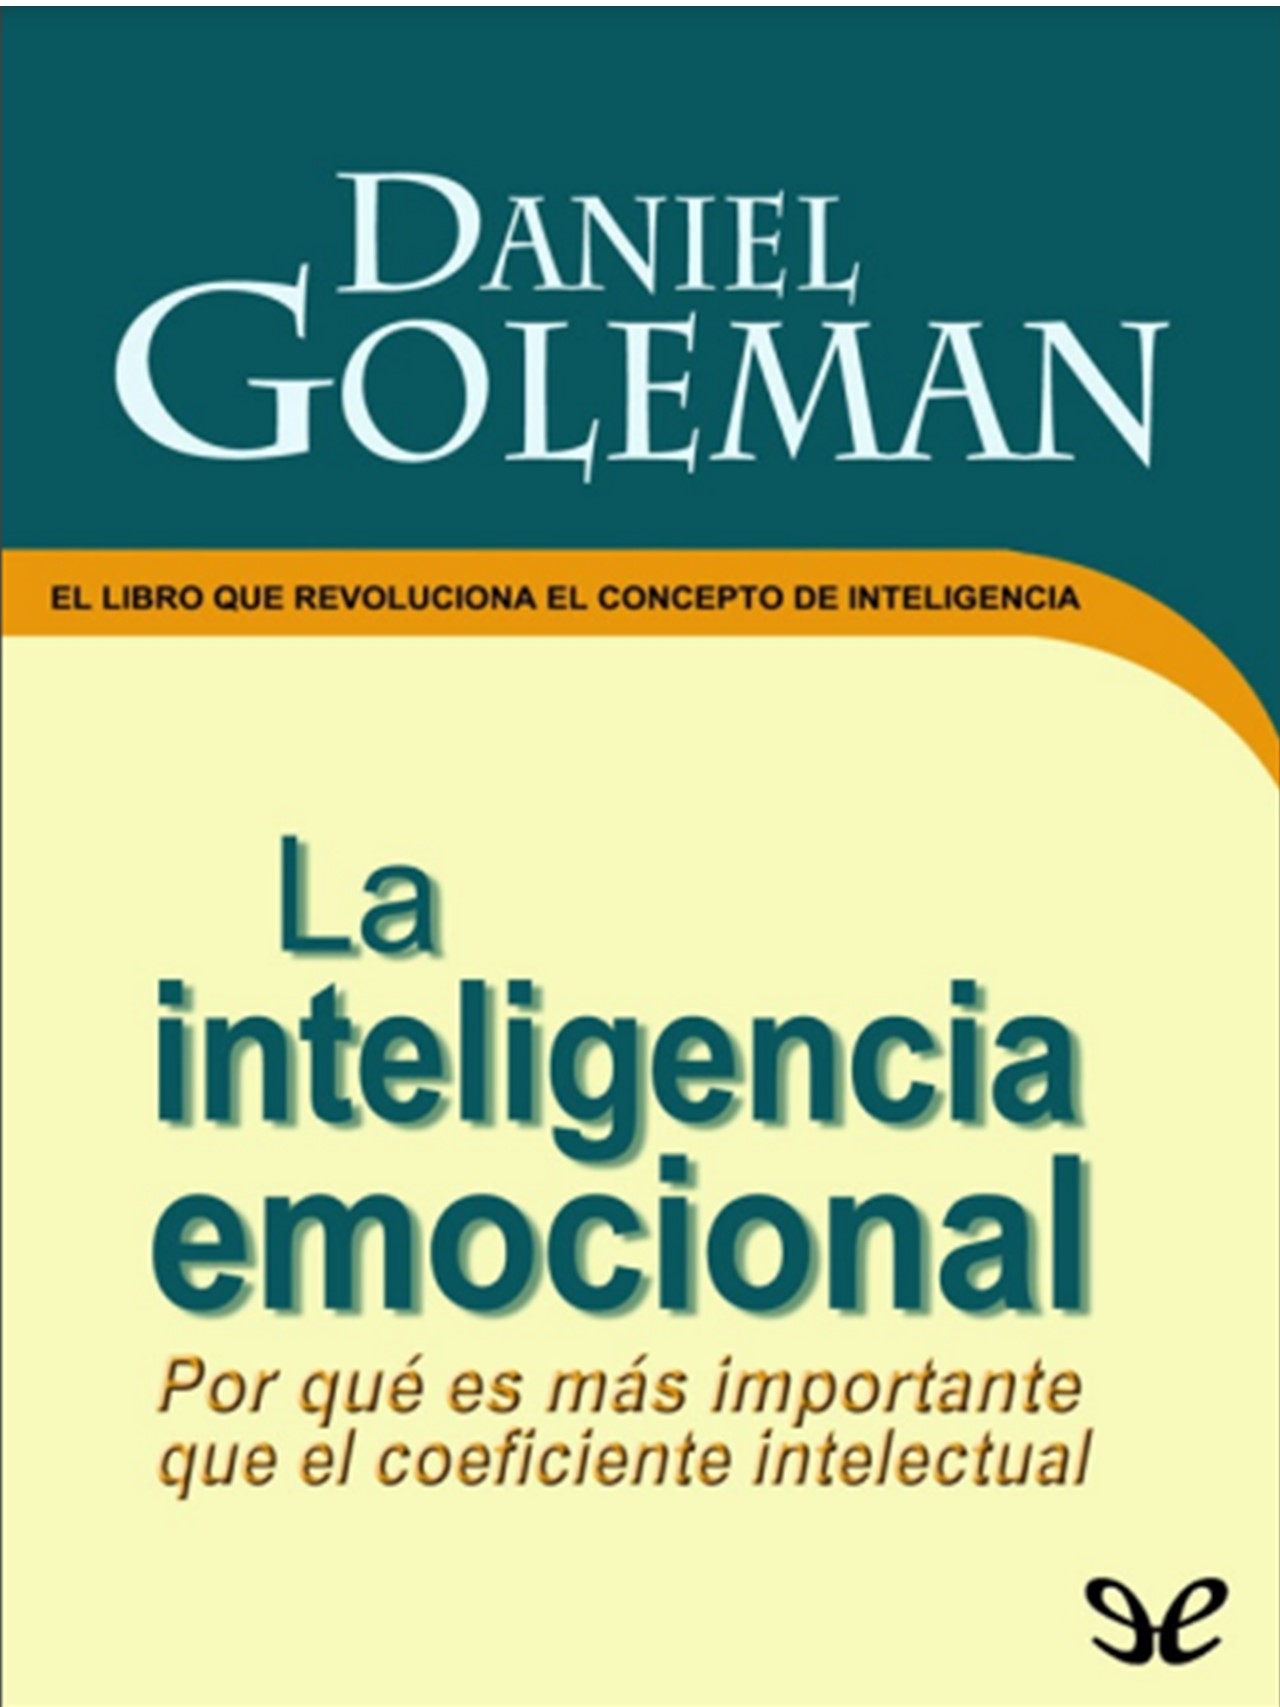 DANIEL
GOLEMAN
EL LIBRO QUE REVOLUCIONA EL CONCEPTO DE INTELIGENCIA
La
inteligencia
emocional
Por qué es más importante
que el coeficiente intelectual